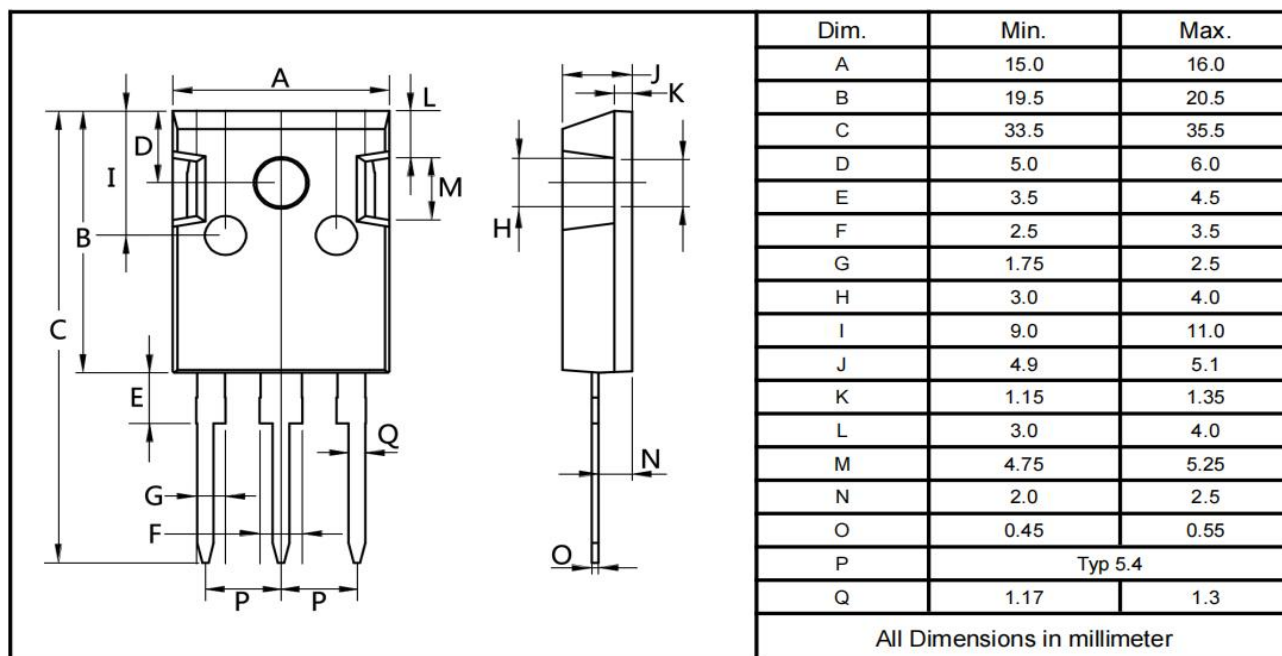 A
L
D
I
M
B
C
E
Q
G
F
P P
J
K
H
N
O
Dim. Min. Max.
A 15.0 16.0
B 19.5 20.5
C 33.5 35.5
D 5.0 6.0
E 3.5 4.5
F 2.5 3.5
G 1.75 2.5
H 3.0 4.0
I 9.0 11.0
J 4.9 5.1
K 1.15 1.35
L 3.0 4.0
M 4.75 5.25
N 2.0 2.5
O 0.45 0.55
P Typ 5.4
Q 1.17 1.3
All Dimensions in millimeter